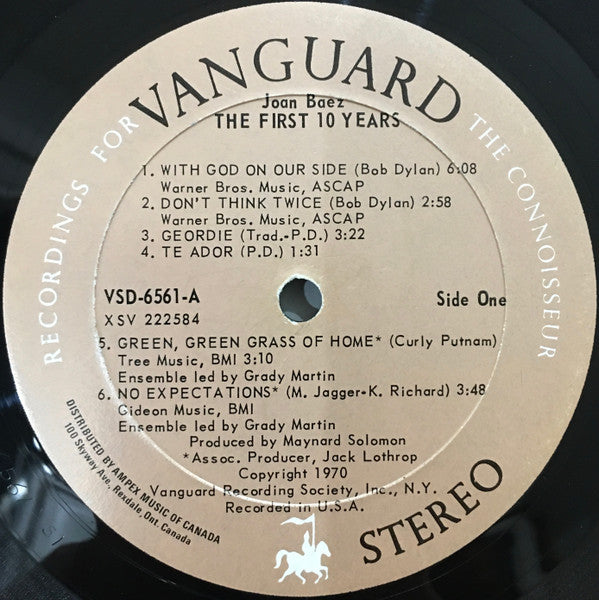 RECORDINGS FOR VANGUARD THE CONNOISSEUR
Joan Baez
THE FIRST 10 YEARS
1. WITH GOD ON OUR SIDE (Bob Dylan) 6:08
Warner Bros. Music, ASCAP
2. DON'T THINK TWICE (Bob Dylan) 2:58
Warner Bros. Music, ASCAP
3. GEORDIE (Trad.-P.D.) 3:22
4. TE ADOR (P.D.) 1:31
VSD-6561-A Side One
XSV 222584
5. GREEN, GREEN GRASS OF HOME* (Curly Putnam)
Tree Music, BMI 3:10
Ensemble led by Grady Martin
6. NO EXPECTATIONS* (M. Jagger-K. Richard) 3:48
Gideon Music, BMI
Ensemble led by Grady Martin
Produced by Maynard Solomon
*Assoc. Producer, Jack Lothrop
Copyright 1970
Vanguard Recording Society, Inc., N.Y.
Recorded in U.S.A.
DISTRIBUTED BY AMPEX MUSIC OF CANADA
100 Skyway Ave., Rexdale, Ont. Canada
STEREO